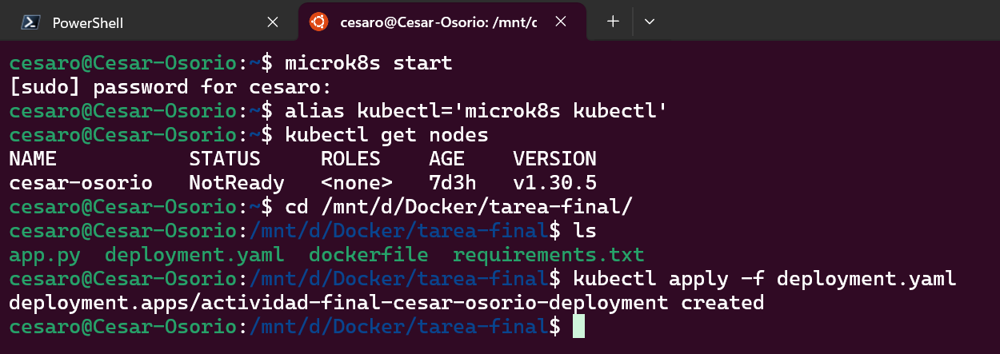 PowerShell
cesaro@Cesar-Osorio: /mnt/c
cesaro@Cesar-Osorio:~$ microk8s start
[sudo] password for cesaro:
cesaro@Cesar-Osorio:~$ alias kubectl='microk8s kubectl'
cesaro@Cesar-Osorio:~$ kubectl get nodes
NAME STATUS ROLES AGE VERSION
cesar-osorio NotReady <none> 7d3h v1.30.5
cesaro@Cesar-Osorio:~$ cd /mnt/d/Docker/tarea-final/
cesaro@Cesar-Osorio:/mnt/d/Docker/tarea-final$ ls
app.py deployment.yaml dockerfile requirements.txt
cesaro@Cesar-Osorio:/mnt/d/Docker/tarea-final$ kubectl apply -f deployment.yaml
deployment.apps/actividad-final-cesar-osorio-deployment created
cesaro@Cesar-Osorio:/mnt/d/Docker/tarea-final$